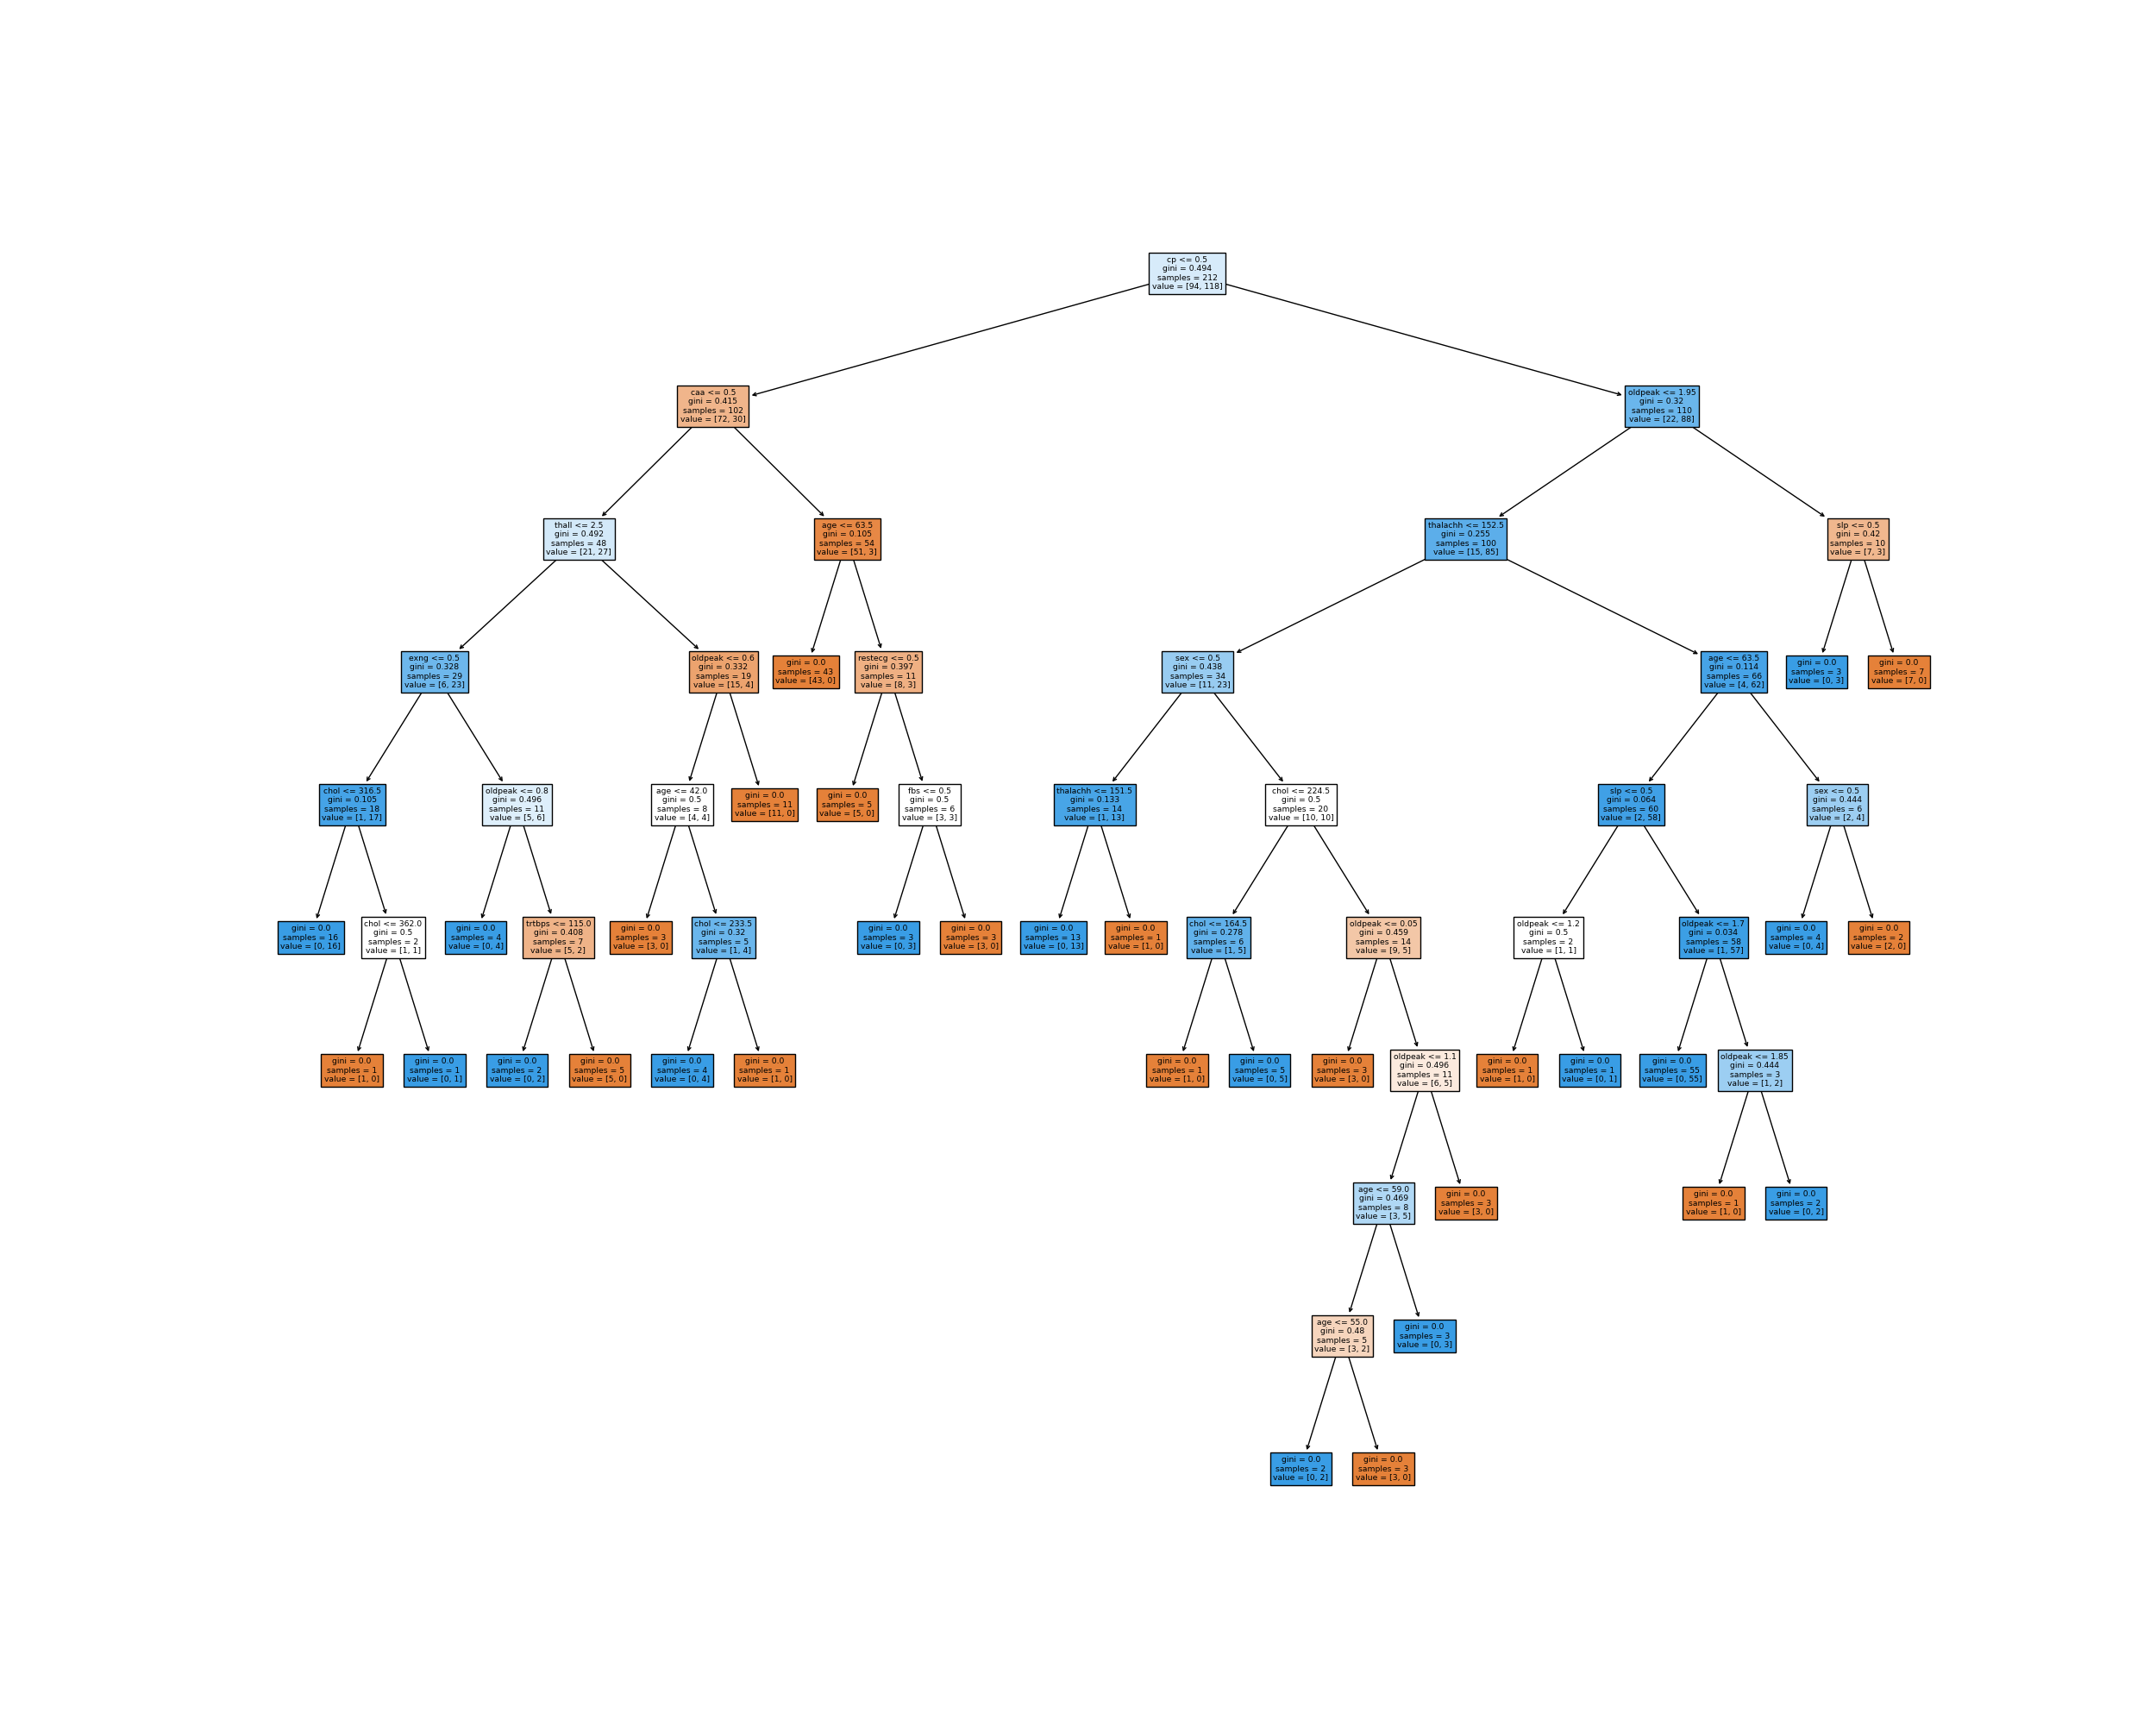 cp <= 0.5
gini = 0.494
samples = 212
value = [94, 118]
caa <= 0.5
gini = 0.415
samples = 102
value = [72, 30]
oldpeak <= 1.95
gini = 0.32
samples = 110
value = [22, 88]
thall <= 2.5
gini = 0.492
samples = 48
value = [21, 27]
age <= 63.5
gini = 0.105
samples = 54
value = [51, 3]
thalachh <= 152.5
gini = 0.255
samples = 100
value = [15, 85]
slp <= 0.5
gini = 0.42
samples = 10
value = [7, 3]
exng <= 0.5
gini = 0.328
samples = 29
value = [6, 23]
oldpeak <= 0.6
gini = 0.332
samples = 19
value = [15, 4]
gini = 0.0
samples = 43
value = [43, 0]
restecg <= 0.5
gini = 0.397
samples = 11
value = [8, 3]
sex <= 0.5
gini = 0.438
samples = 34
value = [11, 23]
age <= 63.5
gini = 0.114
samples = 66
value = [4, 62]
gini = 0.0
samples = 3
value = [0, 3]
gini = 0.0
samples = 7
value = [7, 0]
chol <= 316.5
gini = 0.105
samples = 18
value = [1, 17]
oldpeak <= 0.8
gini = 0.496
samples = 11
value = [5, 6]
age <= 42.0
gini = 0.5
samples = 8
value = [4, 4]
gini = 0.0
samples = 11
value = [11, 0]
gini = 0.0
samples = 5
value = [5, 0]
fbs <= 0.5
gini = 0.5
samples = 6
value = [3, 3]
thalachh <= 151.5
gini = 0.133
samples = 14
value = [1, 13]
chol <= 224.5
gini = 0.5
samples = 20
value = [10, 10]
slp <= 0.5
gini = 0.064
samples = 60
value = [2, 58]
sex <= 0.5
gini = 0.444
samples = 6
value = [2, 4]
gini = 0.0
samples = 16
value = [0, 16]
chol <= 362.0
gini = 0.5
samples = 2
value = [1, 1]
gini = 0.0
samples = 4
value = [0, 4]
trtbps <= 115.0
gini = 0.408
samples = 7
value = [5, 2]
gini = 0.0
samples = 3
value = [3, 0]
chol <= 233.5
gini = 0.32
samples = 5
value = [1, 4]
gini = 0.0
samples = 3
value = [0, 3]
gini = 0.0
samples = 3
value = [3, 0]
gini = 0.0
samples = 13
value = [0, 13]
gini = 0.0
samples = 1
value = [1, 0]
chol <= 164.5
gini = 0.278
samples = 6
value = [1, 5]
oldpeak <= 0.05
gini = 0.459
samples = 14
value = [9, 5]
oldpeak <= 1.2
gini = 0.5
samples = 2
value = [1, 1]
oldpeak <= 1.7
gini = 0.034
samples = 58
value = [1, 57]
gini = 0.0
samples = 4
value = [0, 4]
gini = 0.0
samples = 2
value = [2, 0]
gini = 0.0
samples = 1
value = [1, 0]
gini = 0.0
samples = 1
value = [0, 1]
gini = 0.0
samples = 2
value = [0, 2]
gini = 0.0
samples = 5
value = [5, 0]
gini = 0.0
samples = 4
value = [0, 4]
gini = 0.0
samples = 1
value = [1, 0]
gini = 0.0
samples = 1
value = [1, 0]
gini = 0.0
samples = 5
value = [0, 5]
gini = 0.0
samples = 3
value = [3, 0]
oldpeak <= 1.1
gini = 0.496
samples = 11
value = [6, 5]
gini = 0.0
samples = 1
value = [1, 0]
gini = 0.0
samples = 1
value = [0, 1]
gini = 0.0
samples = 55
value = [0, 55]
oldpeak <= 1.85
gini = 0.444
samples = 3
value = [1, 2]
age <= 59.0
gini = 0.469
samples = 8
value = [3, 5]
gini = 0.0
samples = 3
value = [3, 0]
gini = 0.0
samples = 1
value = [1, 0]
gini = 0.0
samples = 2
value = [0, 2]
age <= 55.0
gini = 0.48
samples = 5
value = [3, 2]
gini = 0.0
samples = 3
value = [0, 3]
gini = 0.0
samples = 2
value = [0, 2]
gini = 0.0
samples = 3
value = [3, 0]